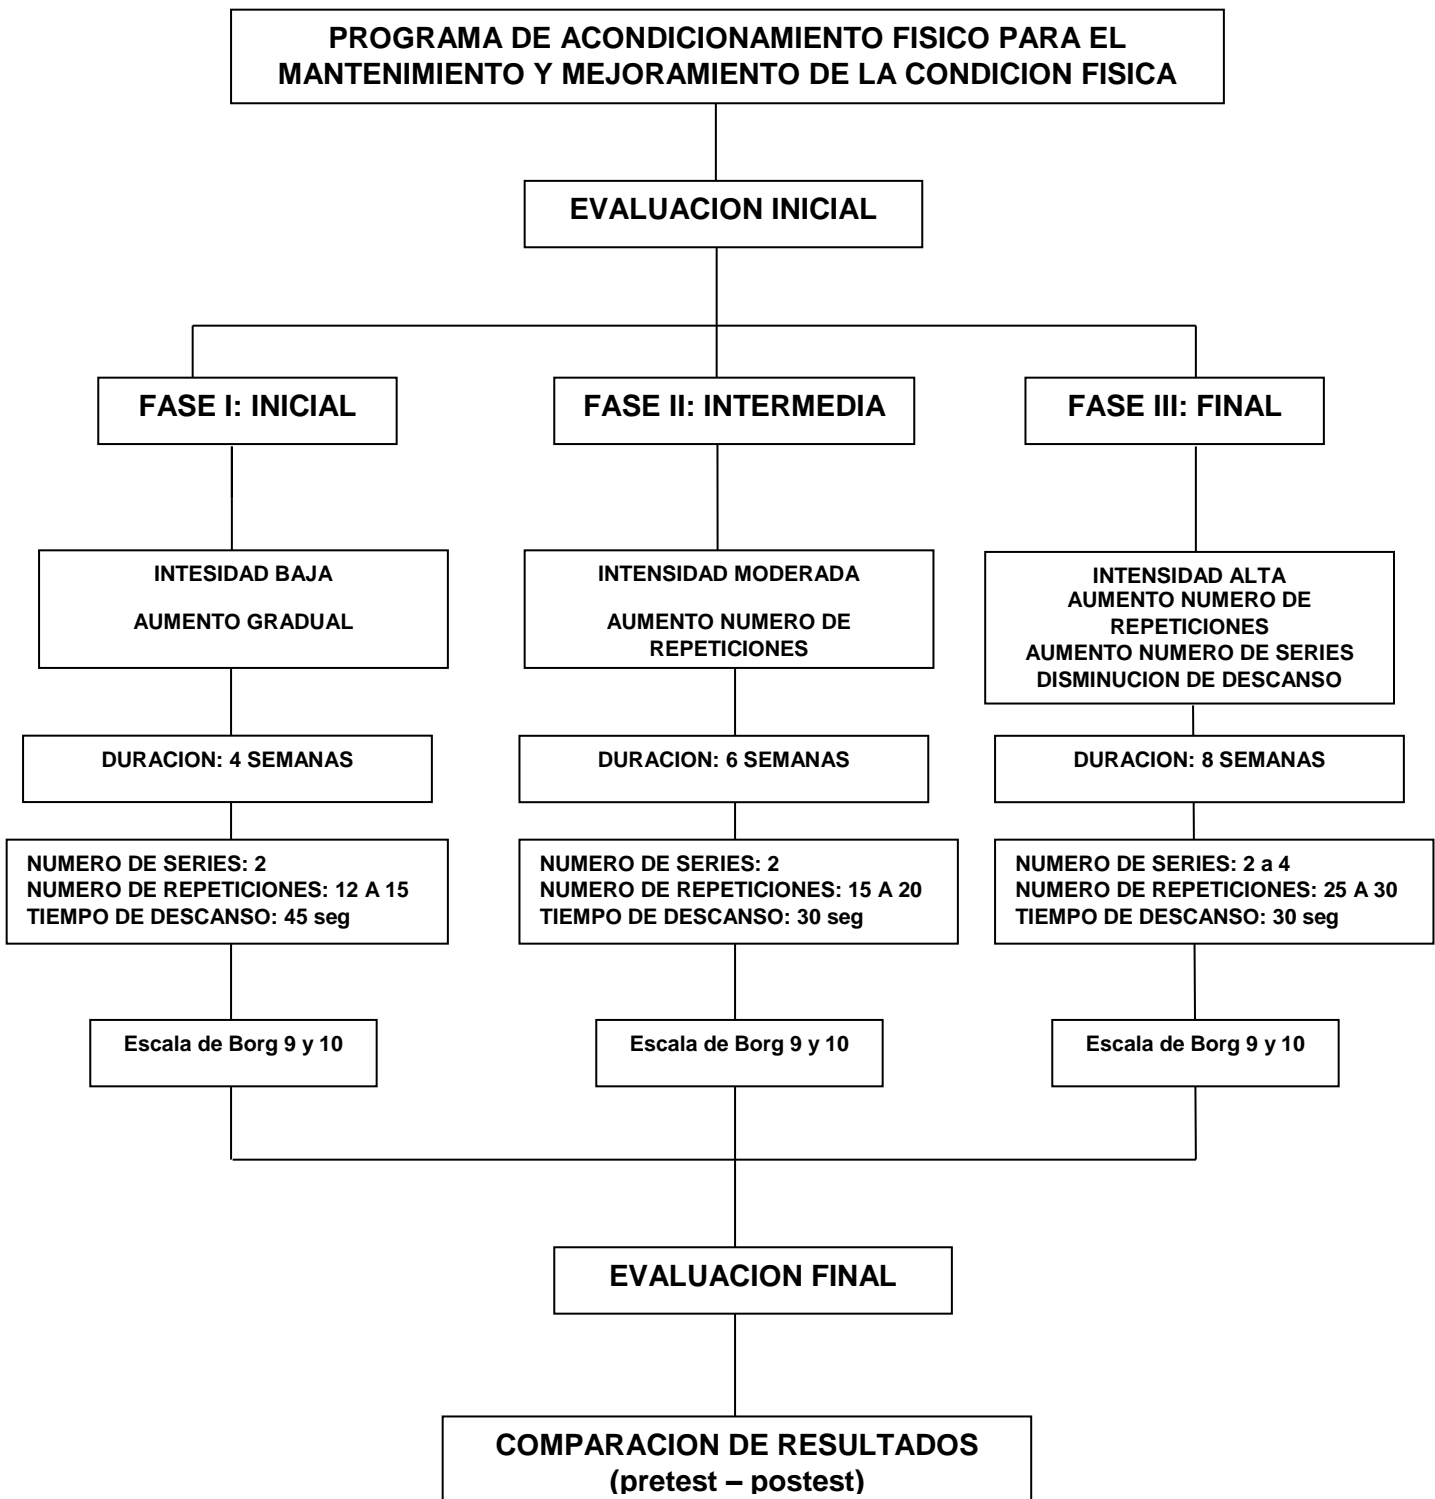 PROGRAMA DE ACONDICIONAMIENTO FISICO PARA EL
MANTENIMIENTO Y MEJORAMIENTO DE LA CONDICION FISICA
EVALUACION INICIAL
FASE I: INICIAL
FASE II: INTERMEDIA
FASE III: FINAL
INTESIDAD BAJA
AUMENTO GRADUAL
INTENSIDAD MODERADA
AUMENTO NUMERO DE
REPETICIONES
INTENSIDAD ALTA
AUMENTO NUMERO DE
REPETICIONES
AUMENTO NUMERO DE SERIES
DISMINUCION DE DESCANSO
DURACION: 4 SEMANAS
DURACION: 6 SEMANAS
DURACION: 8 SEMANAS
NUMERO DE SERIES: 2
NUMERO DE REPETICIONES: 12 A 15
TIEMPO DE DESCANSO: 45 seg
NUMERO DE SERIES: 2
NUMERO DE REPETICIONES: 15 A 20
TIEMPO DE DESCANSO: 30 seg
NUMERO DE SERIES: 2 a 4
NUMERO DE REPETICIONES: 25 A 30
TIEMPO DE DESCANSO: 30 seg
Escala de Borg 9 y 10
Escala de Borg 9 y 10
Escala de Borg 9 y 10
EVALUACION FINAL
COMPARACION DE RESULTADOS
(pretest – postest)